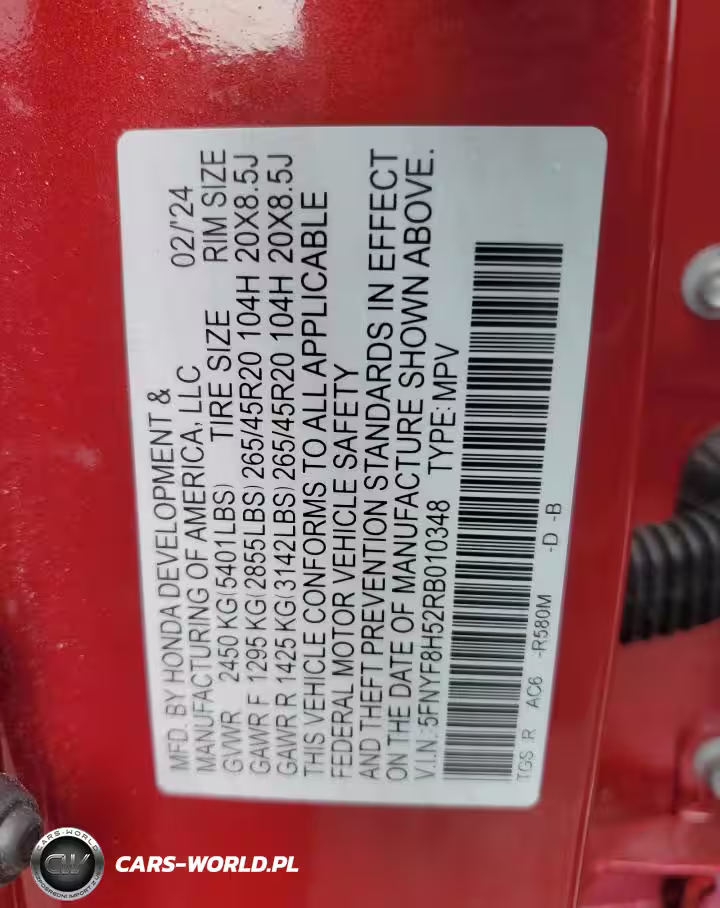 MFD. BY HONDA DEVELOPMENT &
MANUFACTURING OF AMERICA, LLC 02/'24
GVWR 2450 KG(5401LBS) TIRE SIZE RIM SIZE
GAWR F 1295 KG(2855LBS) 265/45R20 104H 20X8.5J
GAWR R 1425 KG(3142LBS) 265/45R20 104H 20X8.5J
THIS VEHICLE CONFORMS TO ALL APPLICABLE
FEDERAL MOTOR VEHICLE SAFETY
AND THEFT PREVENTION STANDARDS IN EFFECT
ON THE DATE OF MANUFACTURE SHOWN ABOVE.
V.I.N.: 5FNYF8H52RB010348 TYPE: MPV
TGS R AC6 -R580M -D -B
CARS-WORLD
CW
CARS-WORLD.PL